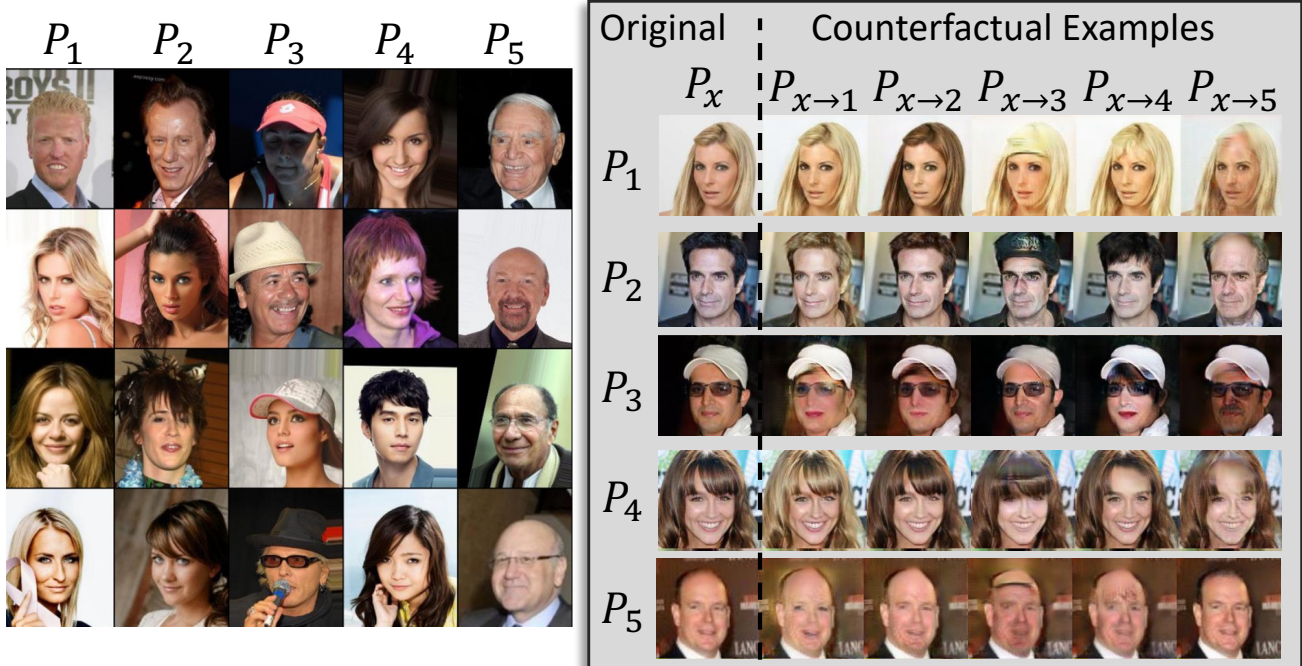 P₁ P₂ P₃ P₄ P₅
OYS II
Original Counterfactual Examples
Pₓ Pₓ→₁ Pₓ→₂ Pₓ→₃ Pₓ→₄ Pₓ→₅
P₁
P₂
P₃
P₄
P₅